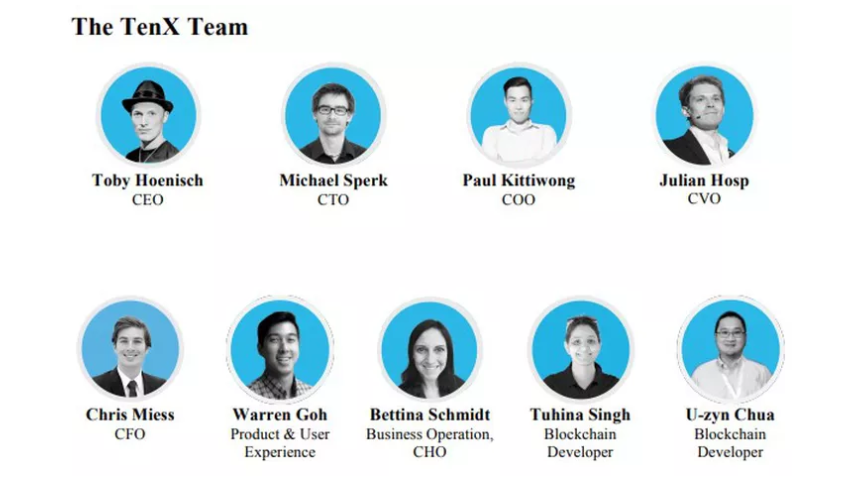 The TenX Team
Toby Hoenisch
CEO
Michael Sperk
CTO
Paul Kittiwong
COO
Julian Hosp
CVO
Chris Miess
CFO
Warren Goh
Product & User
Experience
Bettina Schmidt
Business Operation,
CHO
Tuhina Singh
Blockchain
Developer
U-zyn Chua
Blockchain
Developer